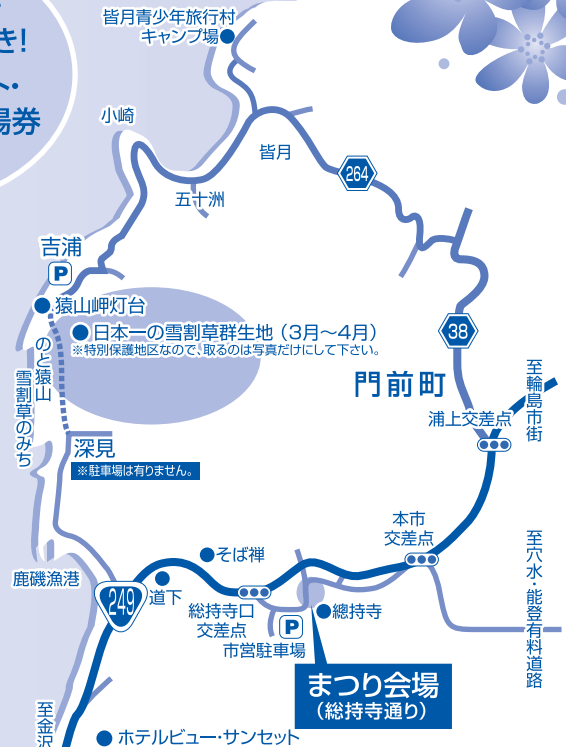 き!
ト・
場券
皆月青少年旅行村
キャンプ場
小崎
皆月
264
五十洲
吉浦
P
猿山岬灯台
日本一の雪割草群生地(3月～4月)
※特別保護地区なので、取るのは写真だけにして下さい。
38
のと猿山
雪割草のみち
門前町
至輪島市街
浦上交差点
深見
※駐車場は有りません。
本市
交差点
至穴水・能登有料道路
そば禅
鹿磯漁港
249
道下
総持寺口
交差点
P
市営駐車場
總持寺
まつり会場
(総持寺通り)
至金沢
ホテルビュー・サンセット